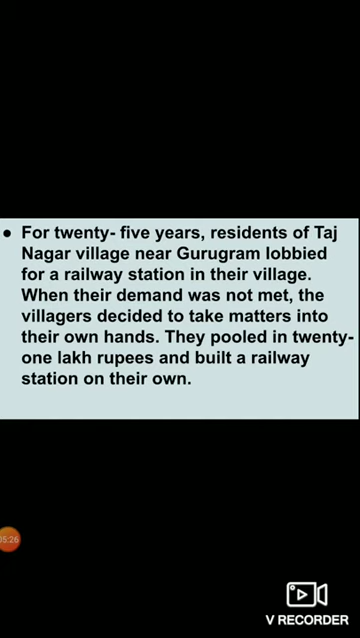 ● For twenty- five years, residents of Taj
Nagar village near Gurugram lobbied
for a railway station in their village.
When their demand was not met, the
villagers decided to take matters into
their own hands. They pooled in twenty-
one lakh rupees and built a railway
station on their own.
05:26
V RECORDER